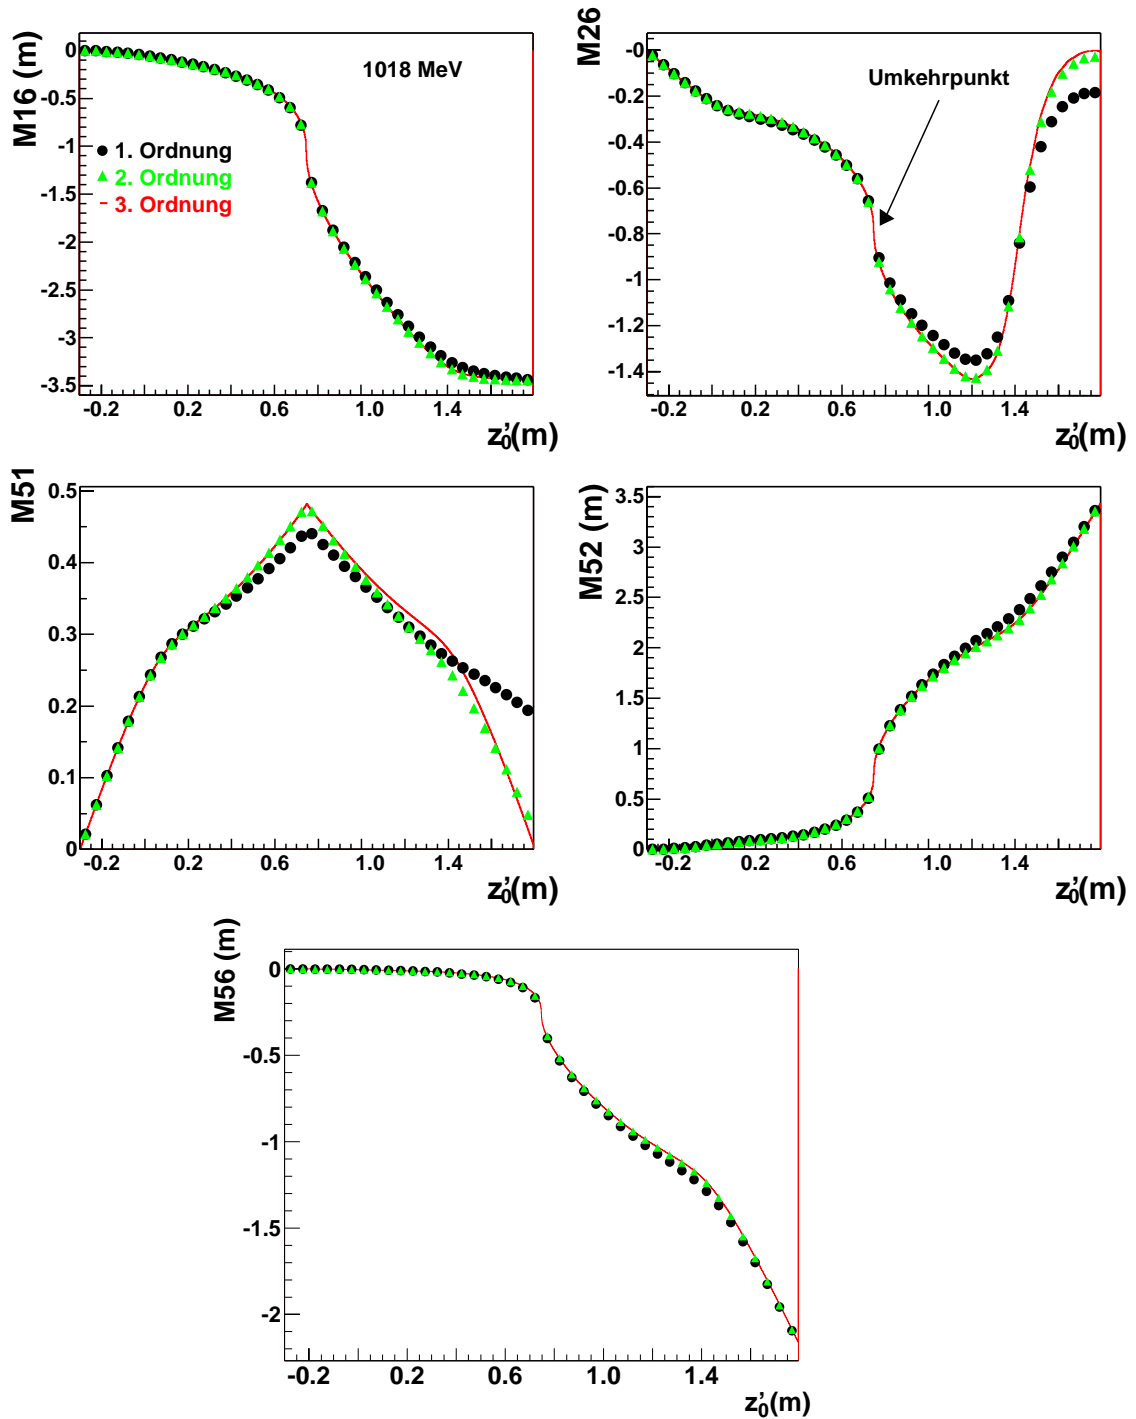 M16 (m)
0
-0.5
-1
-1.5
-2
-2.5
-3
-3.5
1018 MeV
1. Ordnung
2. Ordnung
3. Ordnung
-0.2 0.2 0.6 1.0 1.4
z₀'(m)
M26
-0
-0.2
-0.4
-0.6
-0.8
-1
-1.2
-1.4
Umkehrpunkt
-0.2 0.2 0.6 1.0 1.4
z₀'(m)
M51
0.5
0.4
0.3
0.2
0.1
0
-0.2 0.2 0.6 1.0 1.4
z₀'(m)
M52 (m)
3.5
3
2.5
2
1.5
1
0.5
0
-0.2 0.2 0.6 1.0 1.4
z₀'(m)
M56 (m)
0
-0.5
-1
-1.5
-2
-0.2 0.2 0.6 1.0 1.4
z₀'(m)